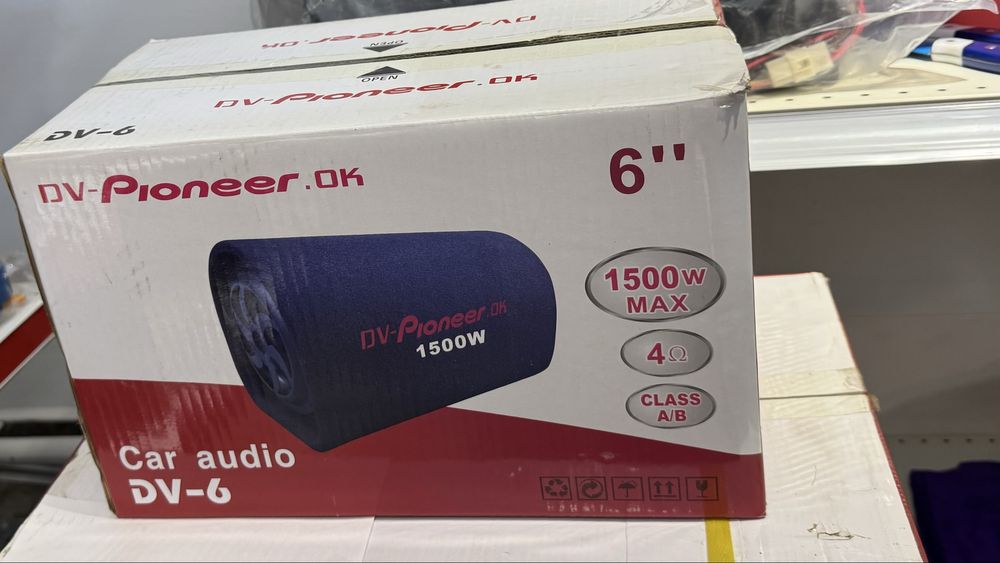 DV-Pioneer.OK
OPEN
OPEN
DV-Pioneer.OK
DV-6
DV-Pioneer.OK
6''
DV-Pioneer.OK
1500W
1500W
MAX
4Ω
CLASS
A/B
Car audio
DV-6